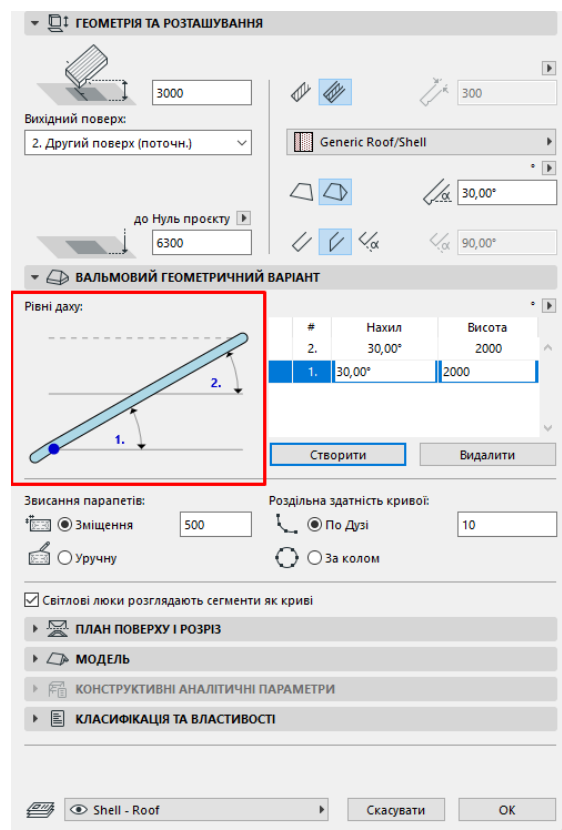 ГЕОМЕТРІЯ ТА РОЗТАШУВАННЯ
3000
300
Вихідний поверх:
2. Другий поверх (поточн.)
Generic Roof/Shell
°
α 30,00°
до Нуль проєкту
6300
α
α 90,00°
ВАЛЬМОВИЙ ГЕОМЕТРИЧНИЙ ВАРІАНТ
Рівні даху:
°
# Нахил Висота
2. 30,00° 2000
1. 30,00° 2000
2.
1.
Створити Видалити
Звисання парапетів: Роздільна здатність кривої:
Зміщення 500 По Дузі 10
Уручну За колом
Світлові люки розглядають сегменти як криві
ПЛАН ПОВЕРХУ І РОЗРІЗ
МОДЕЛЬ
КОНСТРУКТИВНІ АНАЛІТИЧНІ ПАРАМЕТРИ
КЛАСИФІКАЦІЯ ТА ВЛАСТИВОСТІ
Shell - Roof Скасувати OK